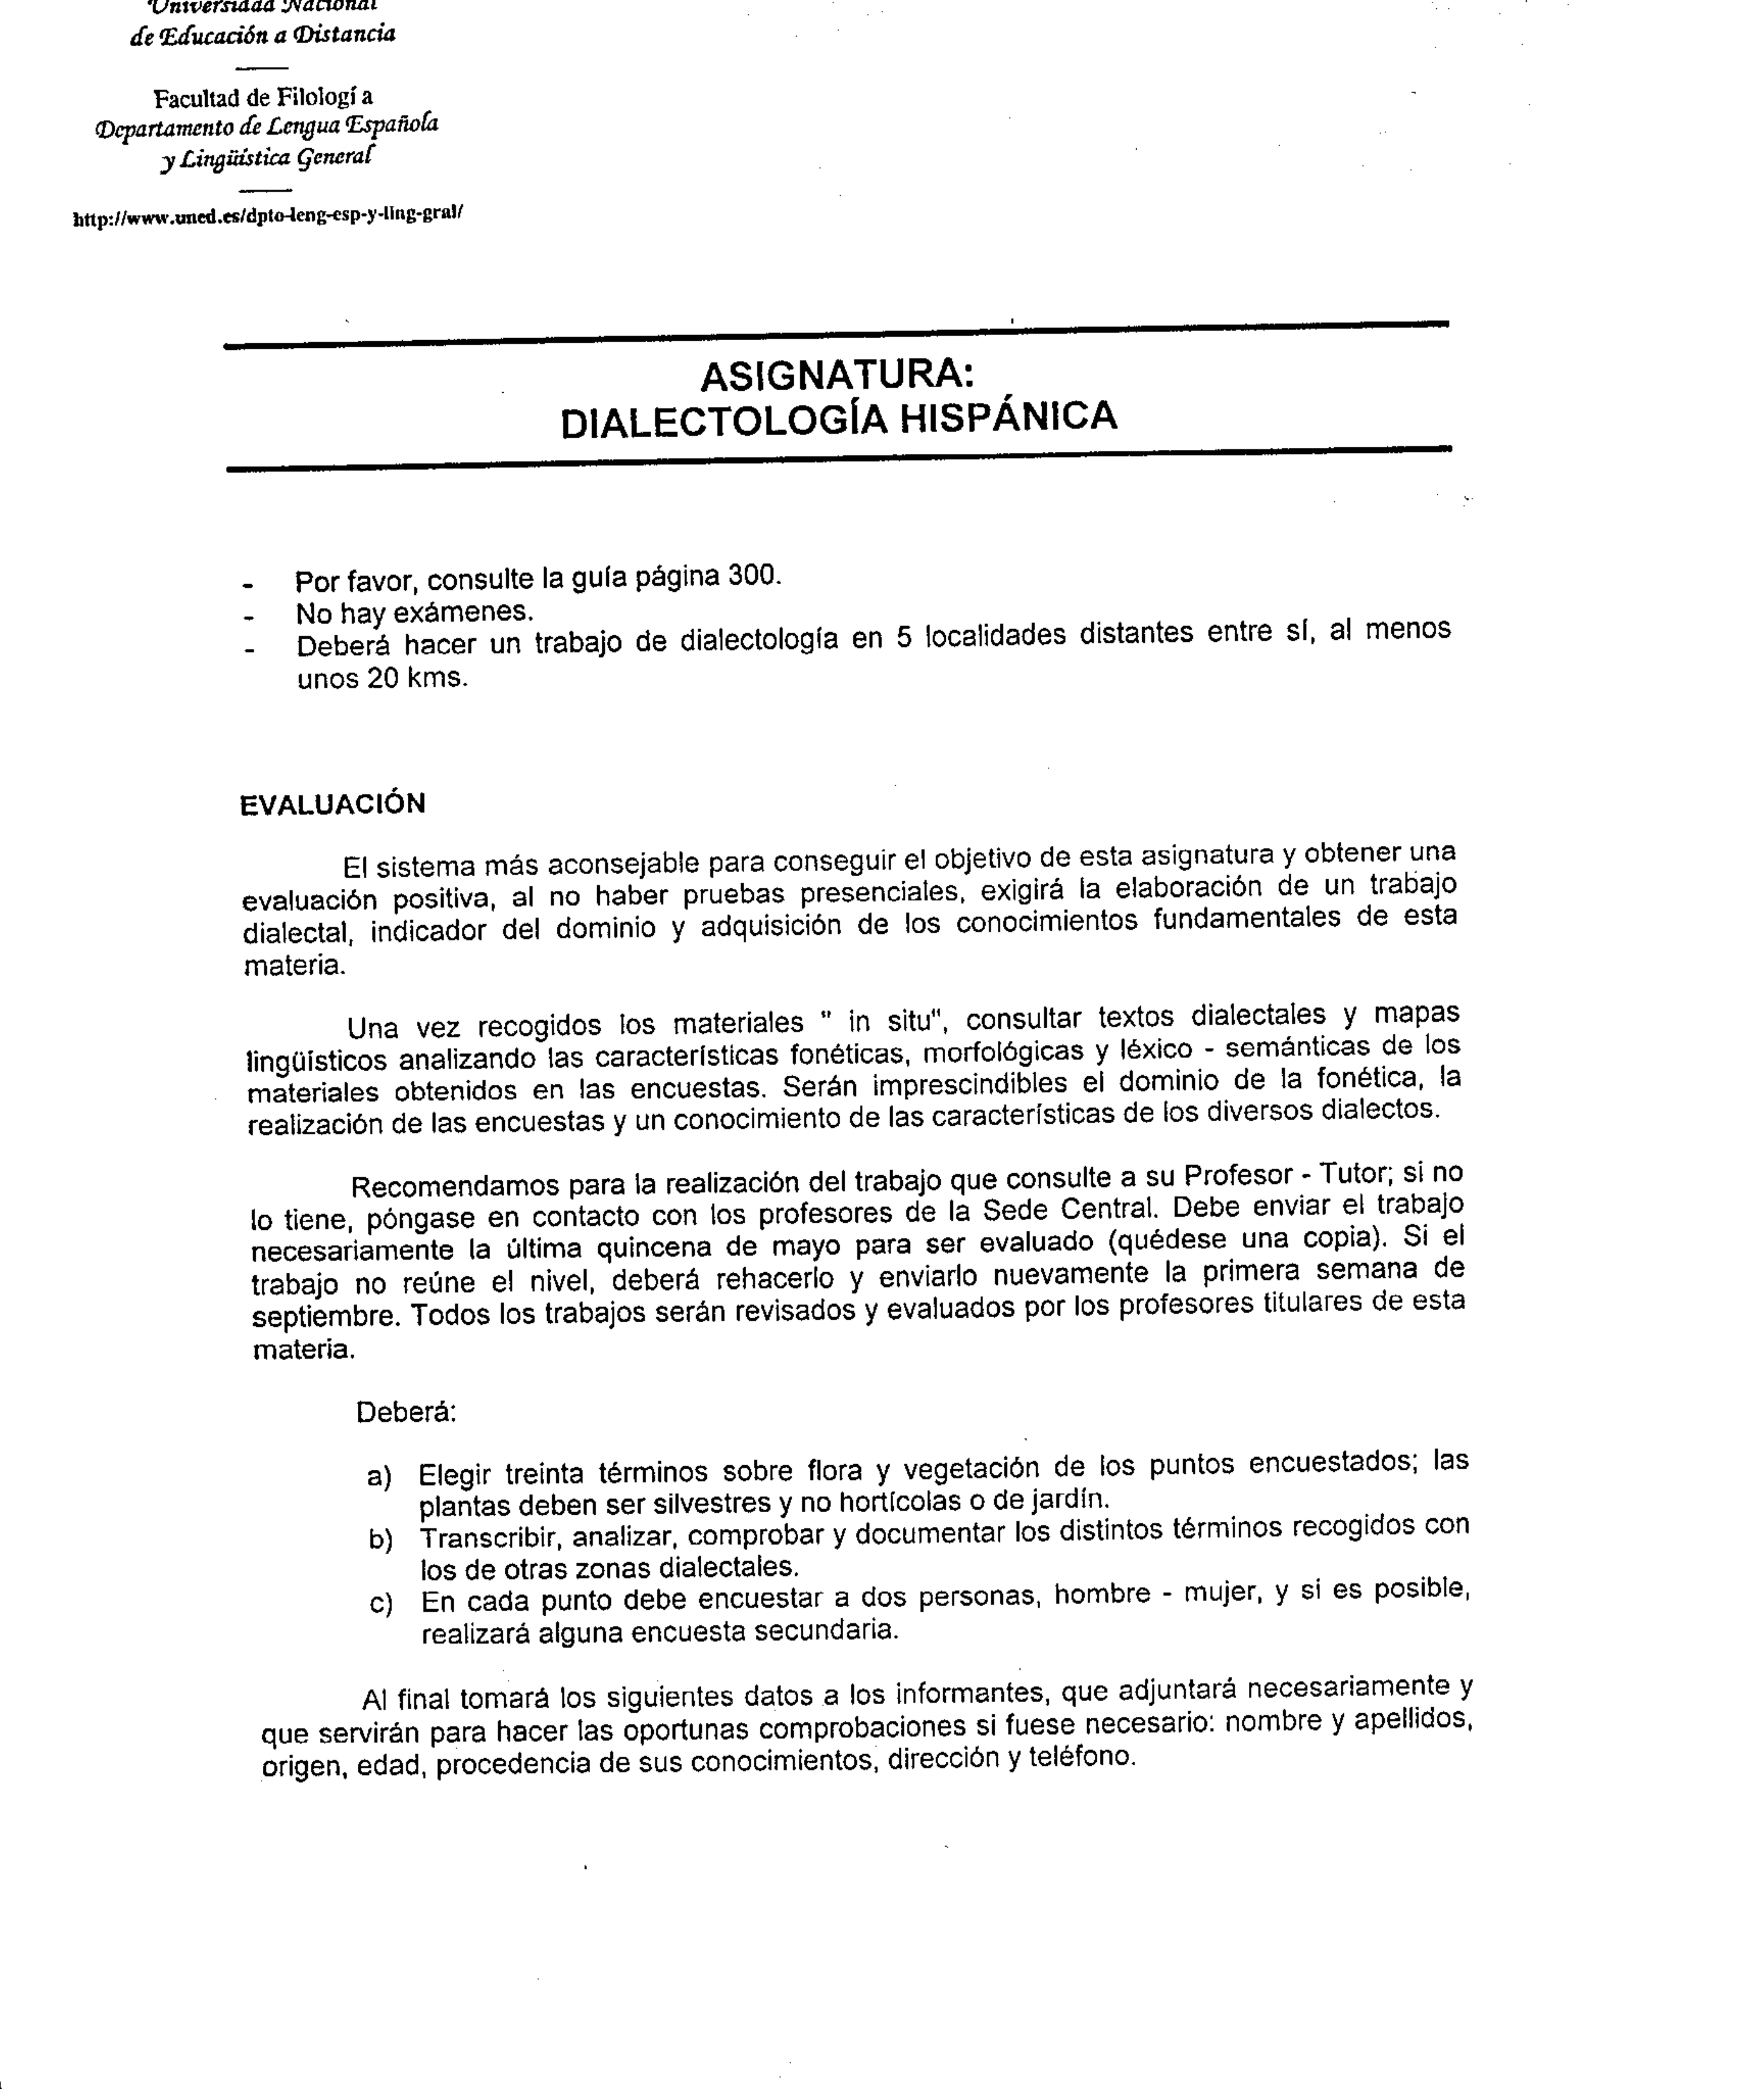 Universidad Nacional
de Educación a Distancia
Facultad de Filologí a
Departamento de Lengua Española
y Lingüística General
http://www.uned.es/dpto-leng-esp-y-ling-gral/
ASIGNATURA:
DIALECTOLOGÍA HISPÁNICA
- Por favor, consulte la guía página 300.
- No hay exámenes.
- Deberá hacer un trabajo de dialectología en 5 localidades distantes entre sí, al menos
unos 20 kms.
EVALUACIÓN
El sistema más aconsejable para conseguir el objetivo de esta asignatura y obtener una
evaluación positiva, al no haber pruebas presenciales, exigirá la elaboración de un trabajo
dialectal, indicador del dominio y adquisición de los conocimientos fundamentales de esta
materia.
Una vez recogidos los materiales " in situ", consultar textos dialectales y mapas
lingüísticos analizando las características fonéticas, morfológicas y léxico - semánticas de los
materiales obtenidos en las encuestas. Serán imprescindibles el dominio de la fonética, la
realización de las encuestas y un conocimiento de las características de los diversos dialectos.
Recomendamos para la realización del trabajo que consulte a su Profesor - Tutor; si no
lo tiene, póngase en contacto con los profesores de la Sede Central. Debe enviar el trabajo
necesariamente la última quincena de mayo para ser evaluado (quédese una copia). Si el
trabajo no reúne el nivel, deberá rehacerlo y enviarlo nuevamente la primera semana de
septiembre. Todos los trabajos serán revisados y evaluados por los profesores titulares de esta
materia.
Deberá:
a) Elegir treinta términos sobre flora y vegetación de los puntos encuestados; las
plantas deben ser silvestres y no hortícolas o de jardín.
b) Transcribir, analizar, comprobar y documentar los distintos términos recogidos con
los de otras zonas dialectales.
c) En cada punto debe encuestar a dos personas, hombre - mujer, y si es posible,
realizará alguna encuesta secundaria.
Al final tomará los siguientes datos a los informantes, que adjuntará necesariamente y
que servirán para hacer las oportunas comprobaciones si fuese necesario: nombre y apellidos,
origen, edad, procedencia de sus conocimientos, dirección y teléfono.